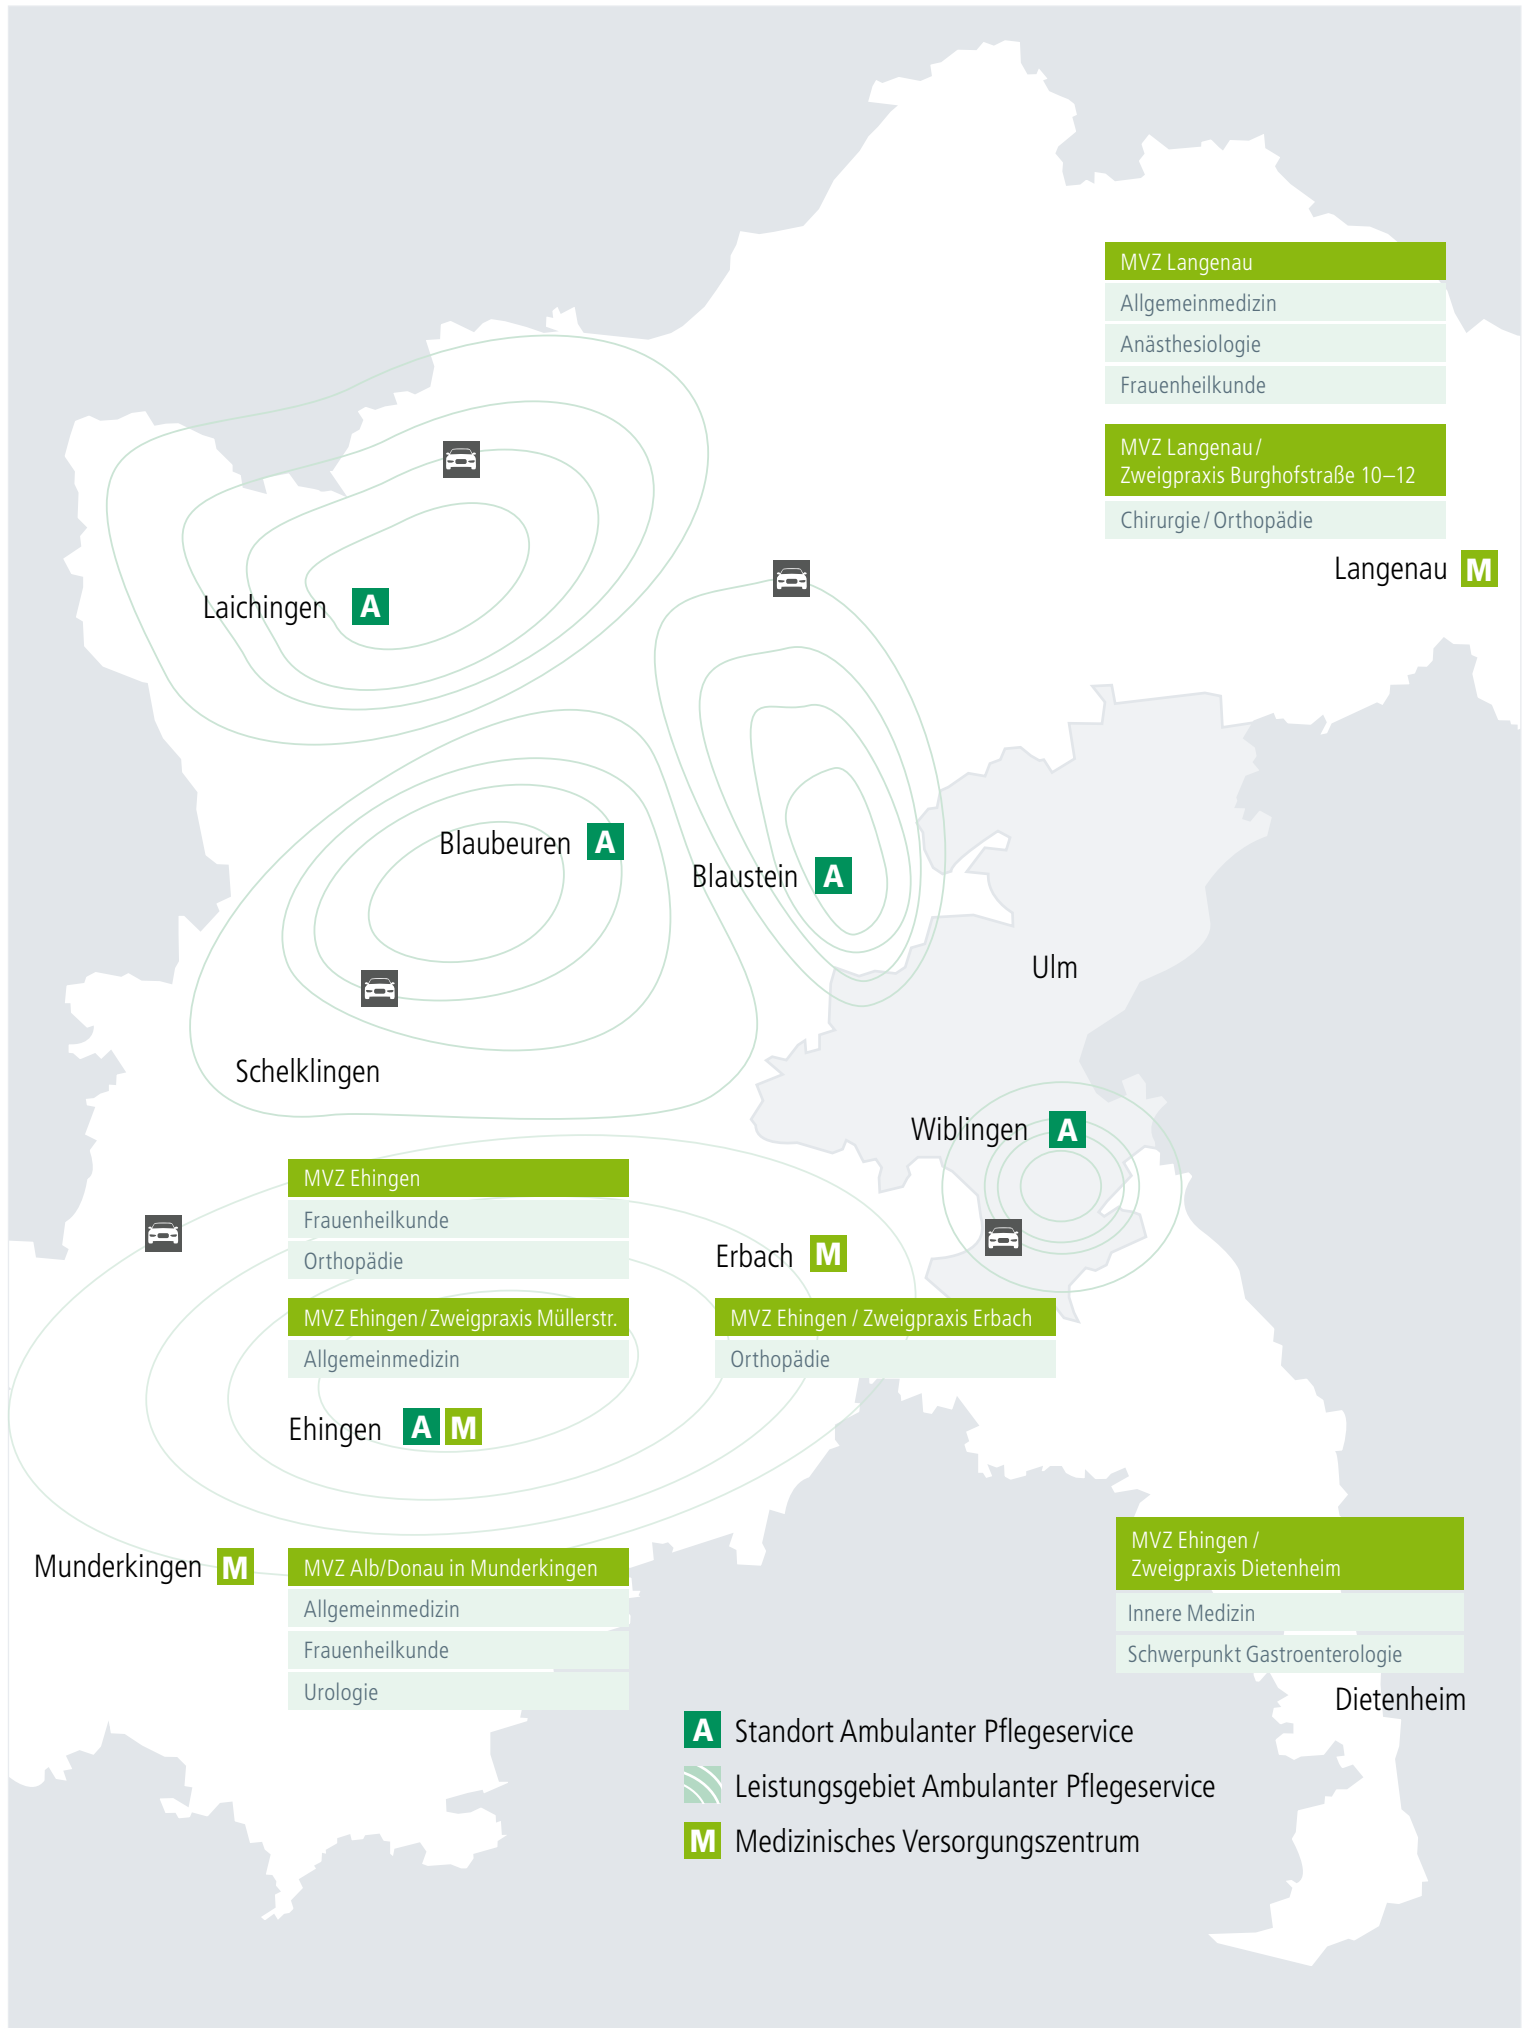 MVZ Langenau
Allgemeinmedizin
Anästhesiologie
Frauenheilkunde
MVZ Langenau/
Zweigpraxis Burghofstraße 10–12
Chirurgie/Orthopädie
Langenau M
Laichingen A
Blaubeuren A
Blaustein A
Ulm
Schelklingen
Wiblingen A
MVZ Ehingen
Frauenheilkunde
Orthopädie
MVZ Ehingen/Zweigpraxis Müllerstr.
Allgemeinmedizin
Ehingen A M
Erbach M
MVZ Ehingen / Zweigpraxis Erbach
Orthopädie
Munderkingen M
MVZ Alb/Donau in Munderkingen
Allgemeinmedizin
Frauenheilkunde
Urologie
MVZ Ehingen /
Zweigpraxis Dietenheim
Innere Medizin
Schwerpunkt Gastroenterologie
Dietenheim
A Standort Ambulanter Pflegeservice
Leistungsgebiet Ambulanter Pflegeservice
M Medizinisches Versorgungszentrum